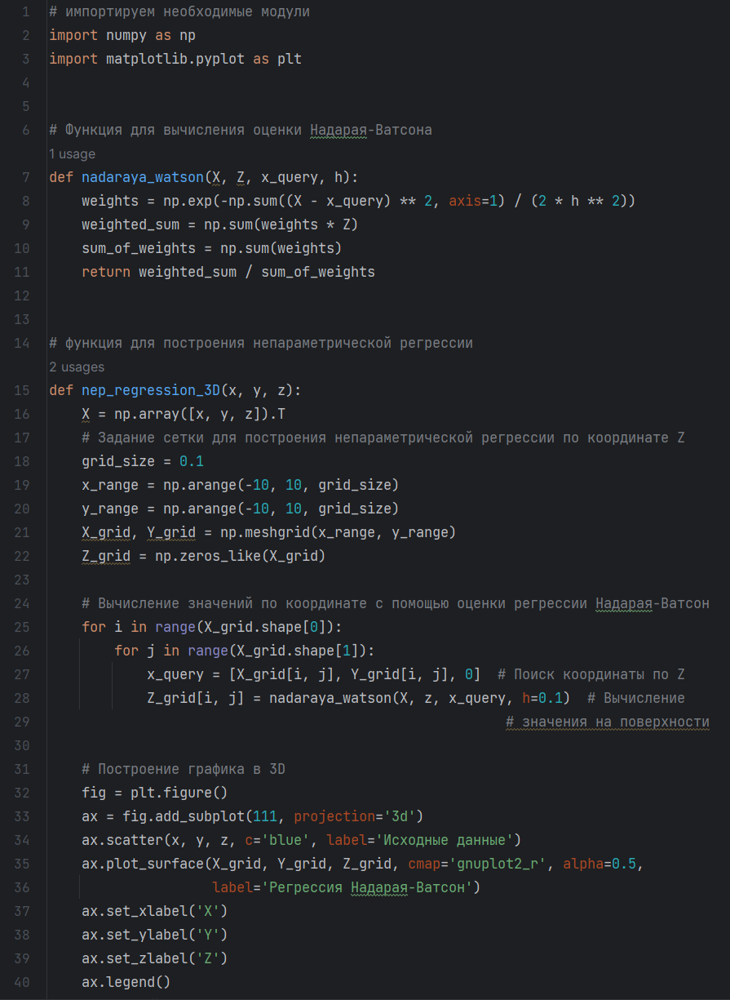 1 # импортируем необходимые модули
2 import numpy as np
3 import matplotlib.pyplot as plt
4
5
6 # Функция для вычисления оценки Надарая-Ватсона
1 usage
7 def nadaraya_watson(X, Z, x_query, h):
8     weights = np.exp(-np.sum((X - x_query) ** 2, axis=1) / (2 * h ** 2))
9     weighted_sum = np.sum(weights * Z)
10     sum_of_weights = np.sum(weights)
11     return weighted_sum / sum_of_weights
12
13
14 # функция для построения непараметрической регрессии
2 usages
15 def nep_regression_3D(x, y, z):
16     X = np.array([x, y, z]).T
17     # Задание сетки для построения непараметрической регрессии по координате Z
18     grid_size = 0.1
19     x_range = np.arange(-10, 10, grid_size)
20     y_range = np.arange(-10, 10, grid_size)
21     X_grid, Y_grid = np.meshgrid(x_range, y_range)
22     Z_grid = np.zeros_like(X_grid)
23
24     # Вычисление значений по координате с помощью оценки регрессии Надарая-Ватсон
25     for i in range(X_grid.shape[0]):
26         for j in range(X_grid.shape[1]):
27             x_query = [X_grid[i, j], Y_grid[i, j], 0]  # Поиск координаты по Z
28             Z_grid[i, j] = nadaraya_watson(X, z, x_query, h=0.1)  # Вычисление
29                                                         # значения на поверхности
30
31     # Построение графика в 3D
32     fig = plt.figure()
33     ax = fig.add_subplot(111, projection='3d')
34     ax.scatter(x, y, z, c='blue', label='Исходные данные')
35     ax.plot_surface(X_grid, Y_grid, Z_grid, cmap='gnuplot2_r', alpha=0.5,
36                     label='Регрессия Надарая-Ватсон')
37     ax.set_xlabel('X')
38     ax.set_ylabel('Y')
39     ax.set_zlabel('Z')
40     ax.legend()